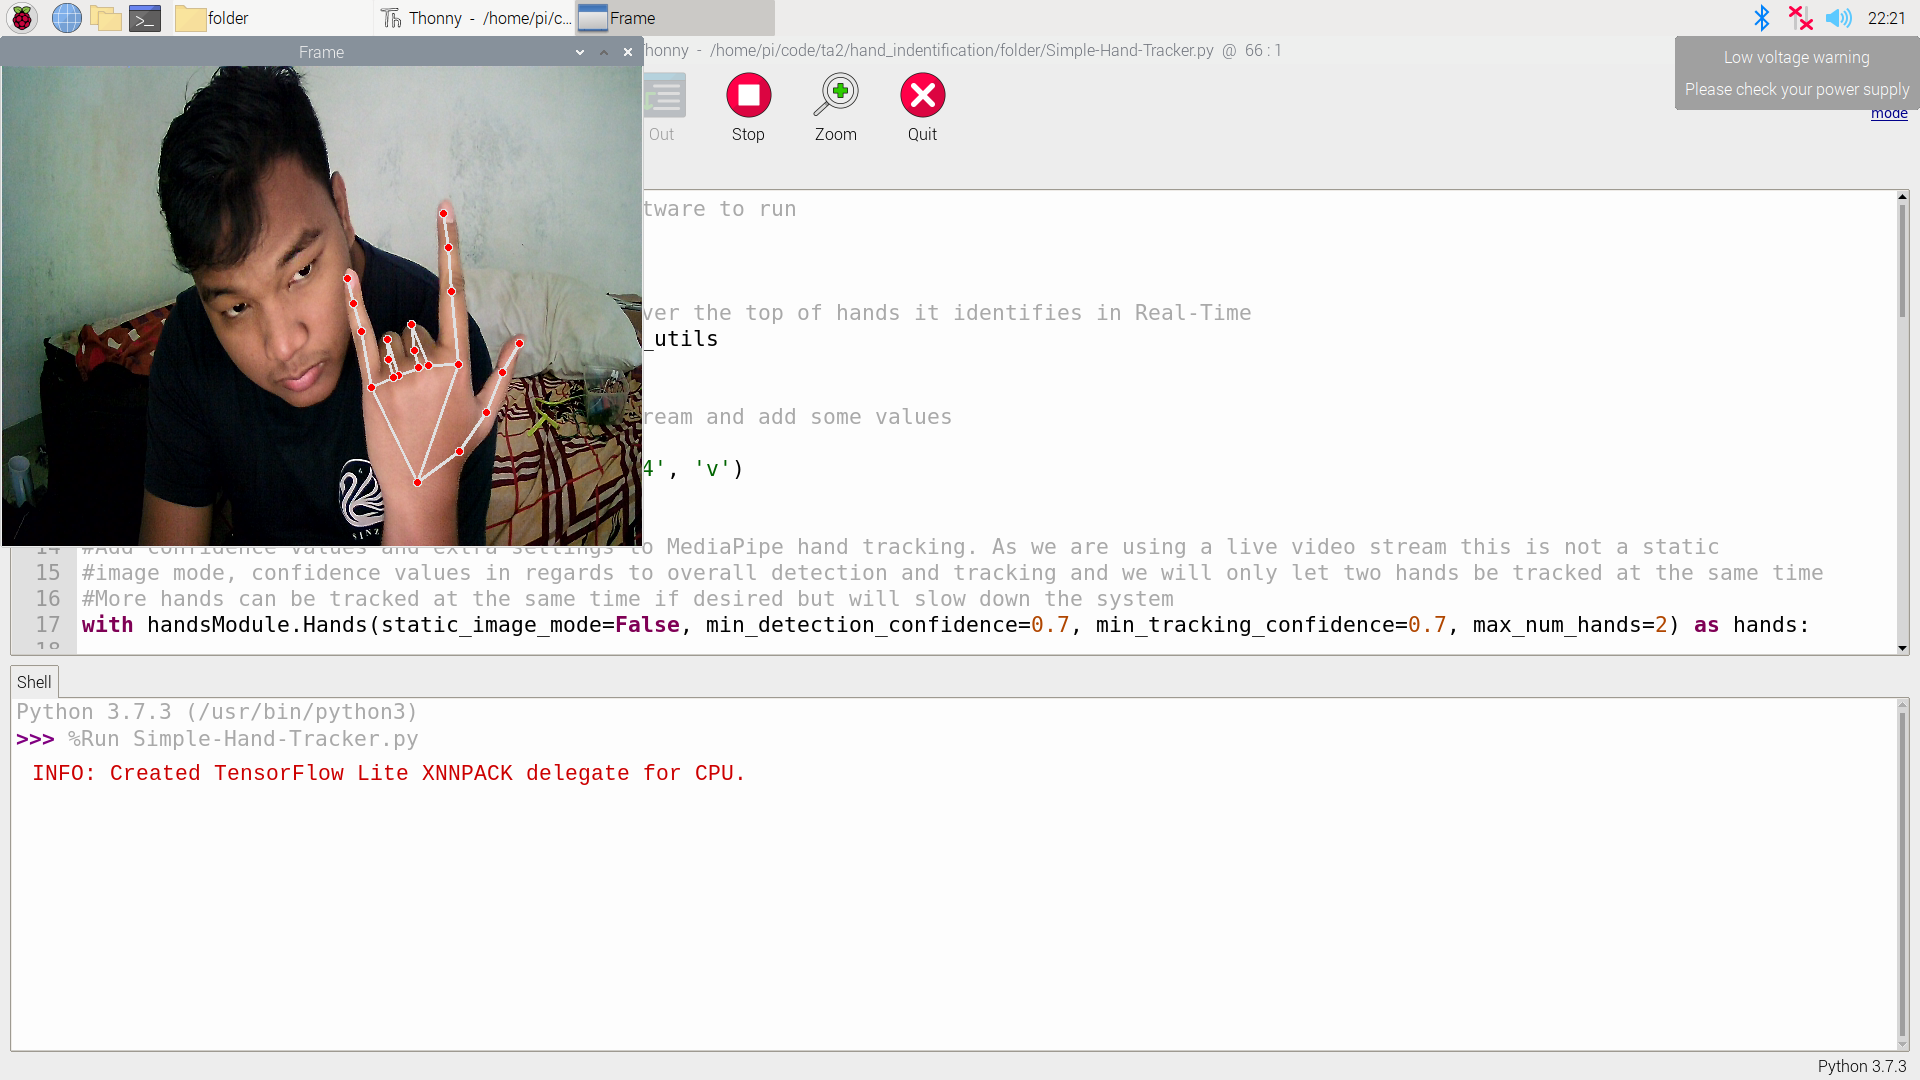 folder
Thonny  -  /home/pi/c...
Frame
22:21
Frame
Thonny  -  /home/pi/code/ta2/hand_indentification/folder/Simple-Hand-Tracker.py  @  66 : 1
Low voltage warning
Please check your power supply
mode
Out
Stop
Zoom
Quit
tware to run
ver the top of hands it identifies in Real-Time
_utils
ream and add some values
4', 'v')
14 #Add confidence values and extra settings to MediaPipe hand tracking. As we are using a live video stream this is not a static
15 #image mode, confidence values in regards to overall detection and tracking and we will only let two hands be tracked at the same time
16 #More hands can be tracked at the same time if desired but will slow down the system
17 with handsModule.Hands(static_image_mode=False, min_detection_confidence=0.7, min_tracking_confidence=0.7, max_num_hands=2) as hands:
18
Shell
Python 3.7.3 (/usr/bin/python3)
>>> %Run Simple-Hand-Tracker.py
INFO: Created TensorFlow Lite XNNPACK delegate for CPU.
Python 3.7.3